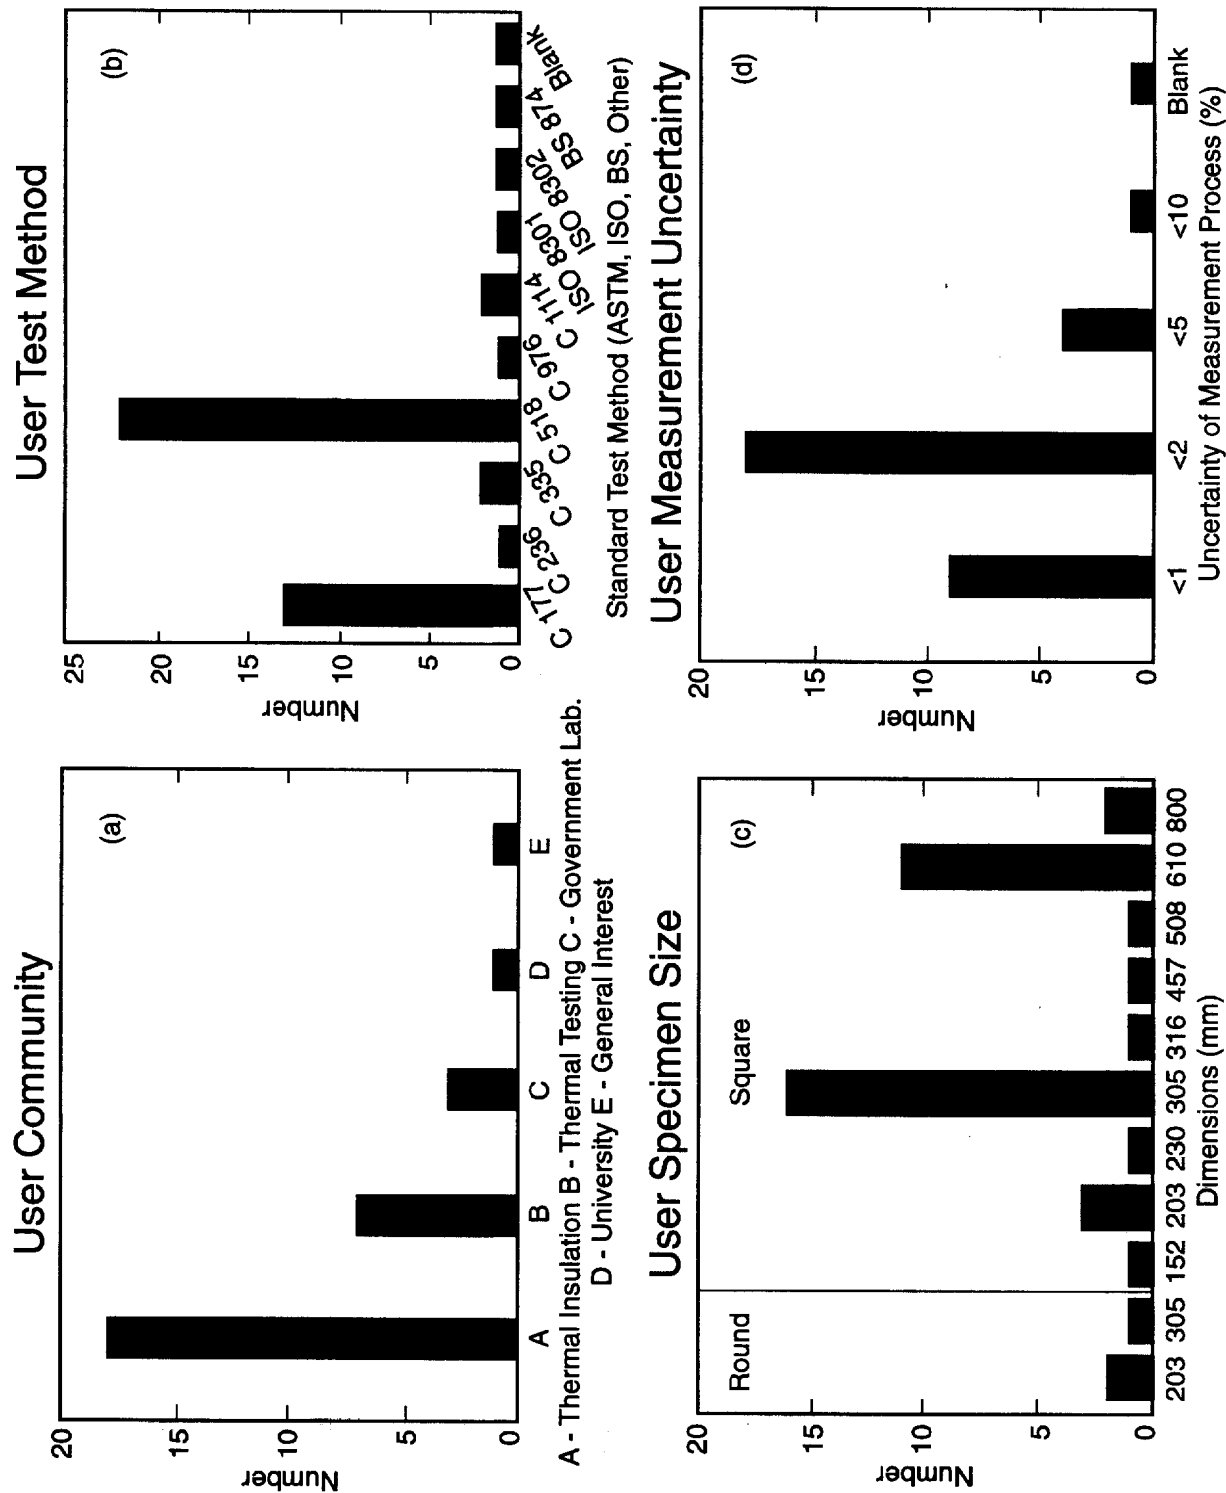 User Community
(a)
20
15
10
5
0
Number
A B C D E
A - Thermal Insulation B - Thermal Testing C - Government Lab.
D - University E - General Interest
User Test Method
(b)
25
20
15
10
5
0
Number
C 177 C 236 C 335 C 518 C 976 C 1114 ISO 8301 ISO 8302 BS 874 Blank
Standard Test Method (ASTM, ISO, BS, Other)
User Specimen Size
Round Square (c)
20
15
10
5
0
Number
203 305 152 203 230 305 316 457 508 610 800
Dimensions (mm)
User Measurement Uncertainty
(d)
20
15
10
5
0
Number
<1 <2 <5 <10 Blank
Uncertainty of Measurement Process (%)